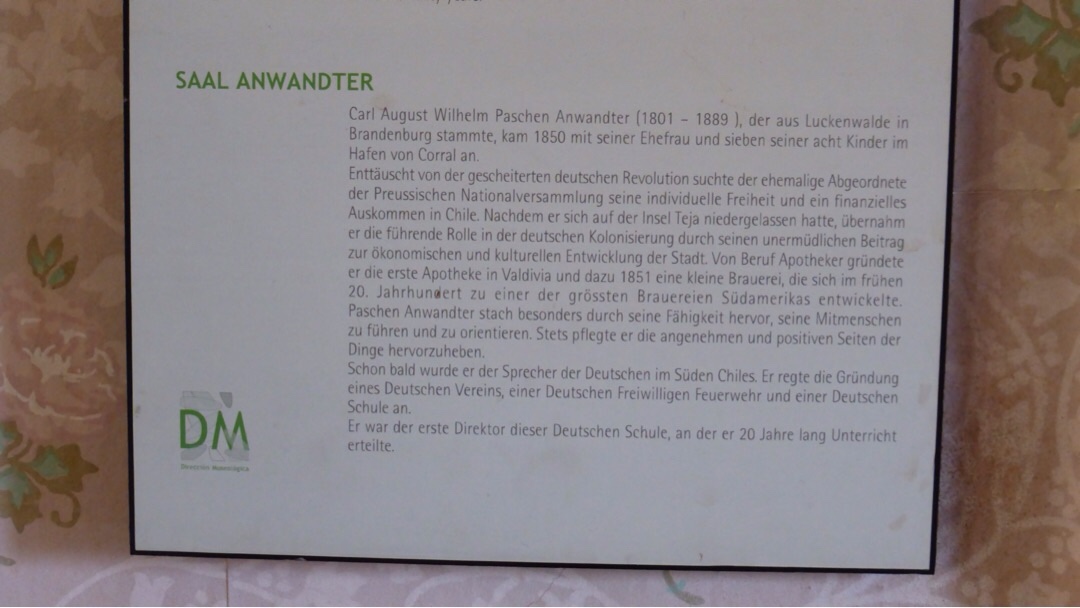 SAAL ANWANDTER
Carl August Wilhelm Paschen Anwandter (1801 – 1889 ), der aus Luckenwalde in
Brandenburg stammte, kam 1850 mit seiner Ehefrau und sieben seiner acht Kinder im
Hafen von Corral an.
Enttäuscht von der gescheiterten deutschen Revolution suchte der ehemalige Abgeordnete
der Preussischen Nationalversammlung seine individuelle Freiheit und ein finanzielles
Auskommen in Chile. Nachdem er sich auf der Insel Teja niedergelassen hatte, übernahm
er die führende Rolle in der deutschen Kolonisierung durch seinen unermüdlichen Beitrag
zur ökonomischen und kulturellen Entwicklung der Stadt. Von Beruf Apotheker gründete
er die erste Apotheke in Valdivia und dazu 1851 eine kleine Brauerei, die sich im frühen
20. Jahrhundert zu einer der grössten Brauereien Südamerikas entwickelte.
Paschen Anwandter stach besonders durch seine Fähigkeit hervor, seine Mitmenschen
zu führen und zu orientieren. Stets pflegte er die angenehmen und positiven Seiten der
Dinge hervorzuheben.
Schon bald wurde er der Sprecher der Deutschen im Süden Chiles. Er regte die Gründung
eines Deutschen Vereins, einer Deutschen Freiwilligen Feuerwehr und einer Deutschen
Schule an.
Er war der erste Direktor dieser Deutschen Schule, an der er 20 Jahre lang Unterricht
erteilte.
DM
Dirección Museológica